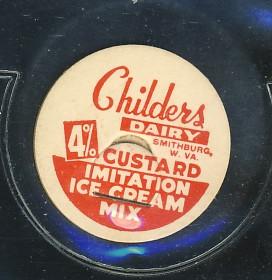 Childers
DAIRY
SMITHBURG,
W. VA.
4%
CUSTARD
IMITATION
ICE CREAM
MIX